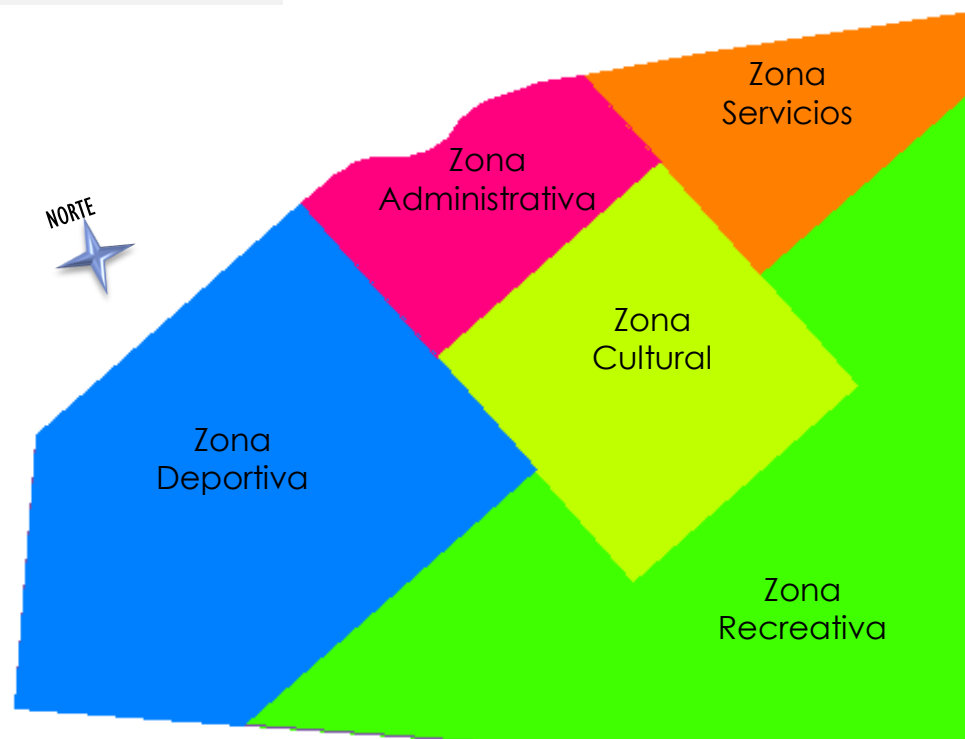 Zona
Servicios
Zona
Administrativa
NORTE
Zona
Cultural
Zona
Deportiva
Zona
Recreativa